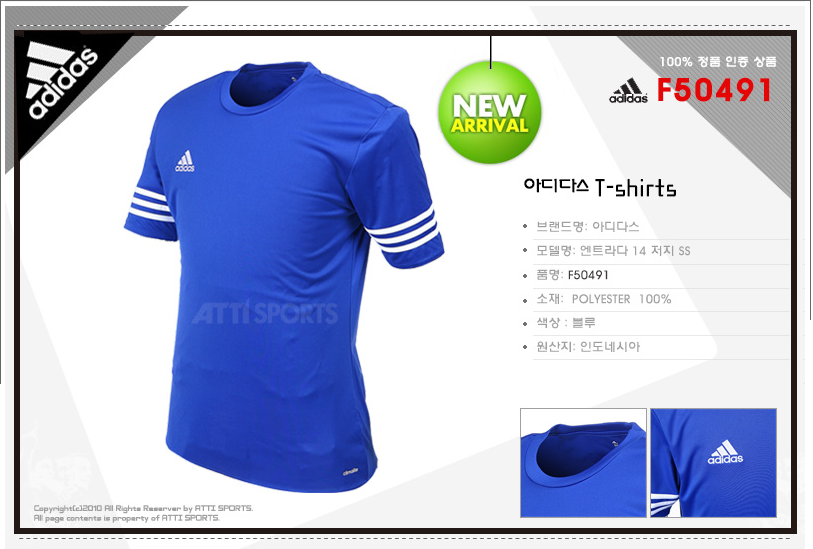 adidas
100% 정품 인증 상품
adidas F50491
NEW
ARRIVAL
adidas
아디다스 T-shirts
브랜드명: 아디다스
모델명: 엔트라다 14 저지 SS
품명: F50491
소재: POLYESTER 100%
색상 : 블루
원산지: 인도네시아
ATTI SPORTS
climalite
adidas
Copyright(c)2010 All Rights Reserver by ATTI SPORTS.
All page contents is property of ATTI SPORTS.